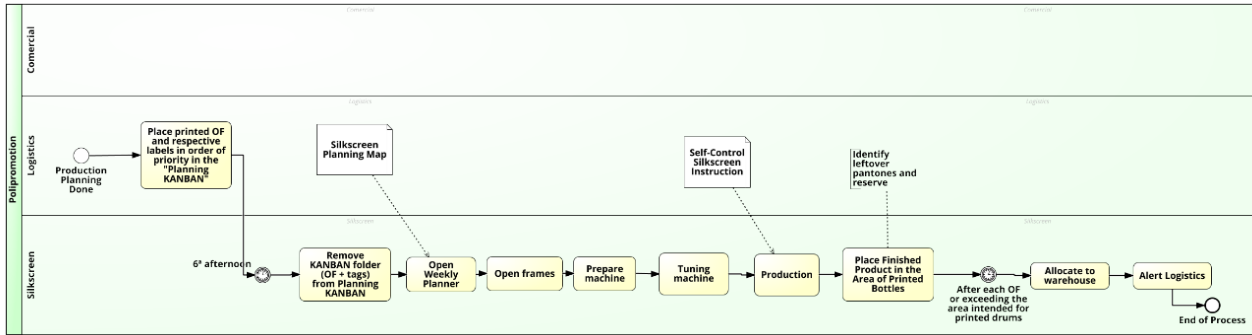 Polipromotion
Comercial
Comercial
Comercial
Logistics
Logistics
Logistics
Production
Planning
Done
Place printed OF
and respective
labels in order of
priority in the
"Planning
KANBAN"
Silkscreen
Planning Map
Self-Control
Silkscreen
Instruction
Identify
leftover
pantones and
reserve
Silkscreen
Silkscreen
Silkscreen
6ª afternoon
Remove
KANBAN folder
(OF + tags)
from Planning
KANBAN
Open
Weekly
Planner
Open frames
Prepare
machine
Tuning
machine
Production
Place Finished
Product in the
Area of Printed
Bottles
After each OF
or exceeding the
area intended for
printed drums
Allocate to
warehouse
Alert Logistics
End of Process